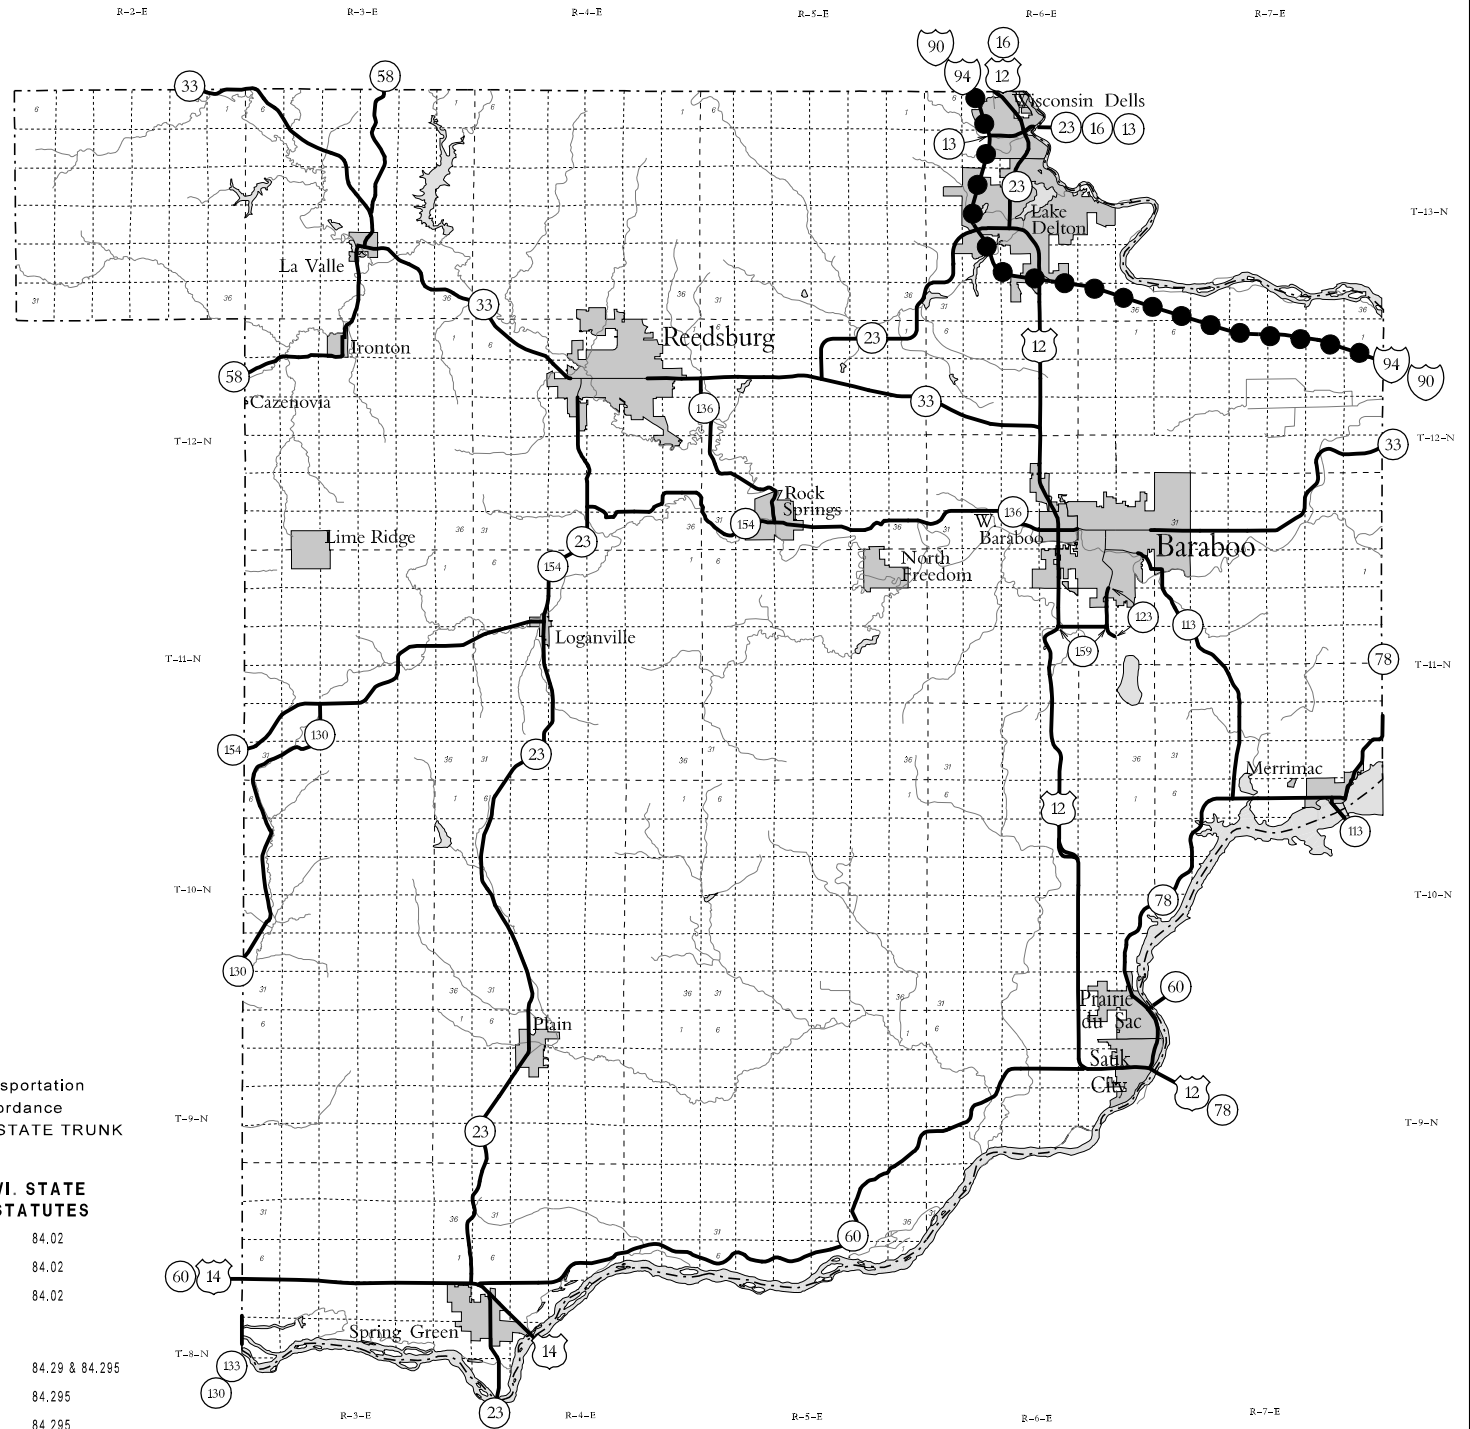 R-2-E
R-3-E
R-4-E
R-5-E
R-6-E
R-7-E
90
16
94
12
33
58
Wisconsin Dells
23
16
13
13
23
Lake
Delton
T-13-N
La Valle
33
23
12
Reedsburg
94
90
Ironton
58
Cazenovia
136
33
T-12-N
T-12-N
33
Rock
Springs
154
136
W.
Baraboo
Baraboo
Lime Ridge
23
154
North
Freedom
123
113
Loganville
159
T-11-N
T-11-N
78
154
130
23
Merrimac
12
113
T-10-N
T-10-N
78
130
60
Prairie
du Sac
Plain
Sauk
City
12
78
sportation
ordance
STATE TRUNK
T-9-N
T-9-N
23
VI. STATE
STATUTES
84.02
84.02
84.02
60
60
14
Spring Green
14
T-8-N
133
130
84.29 & 84.295
84.295
84.295
23
R-3-E
R-4-E
R-5-E
R-6-E
R-7-E